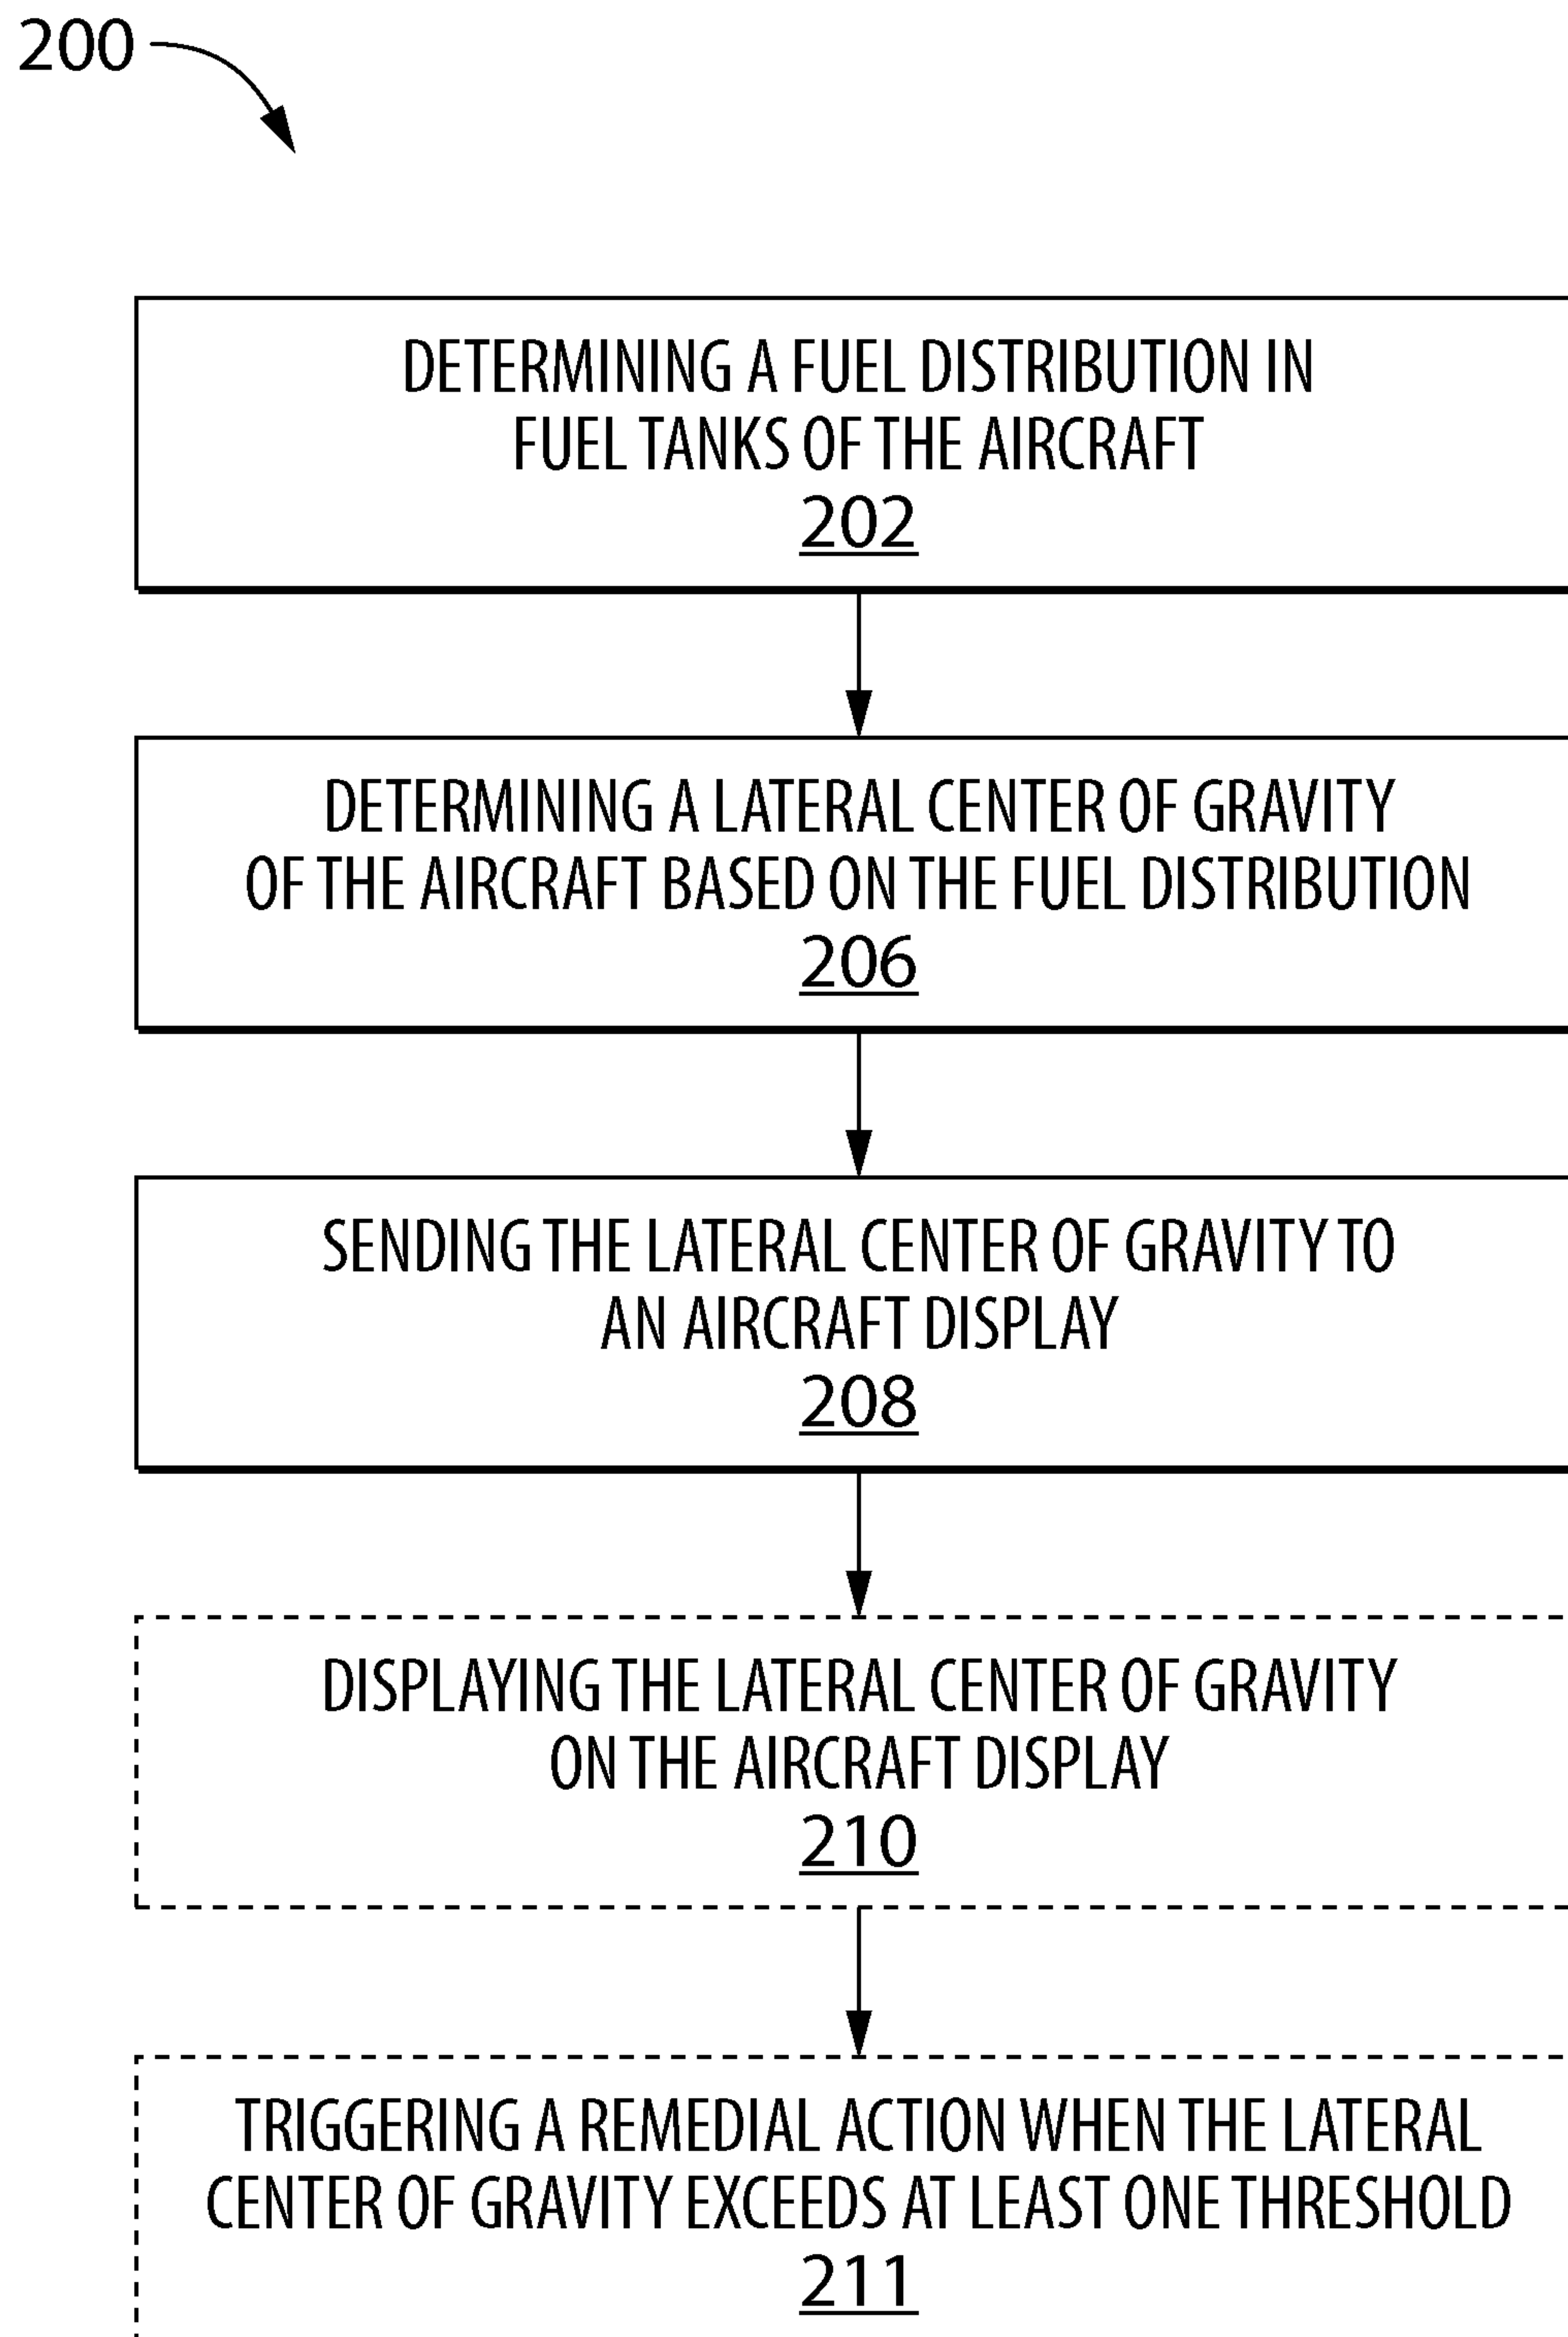 200
DETERMINING A FUEL DISTRIBUTION IN
FUEL TANKS OF THE AIRCRAFT
202
DETERMINING A LATERAL CENTER OF GRAVITY
OF THE AIRCRAFT BASED ON THE FUEL DISTRIBUTION
206
SENDING THE LATERAL CENTER OF GRAVITY TO
AN AIRCRAFT DISPLAY
208
DISPLAYING THE LATERAL CENTER OF GRAVITY
ON THE AIRCRAFT DISPLAY
210
TRIGGERING A REMEDIAL ACTION WHEN THE LATERAL
CENTER OF GRAVITY EXCEEDS AT LEAST ONE THRESHOLD
211